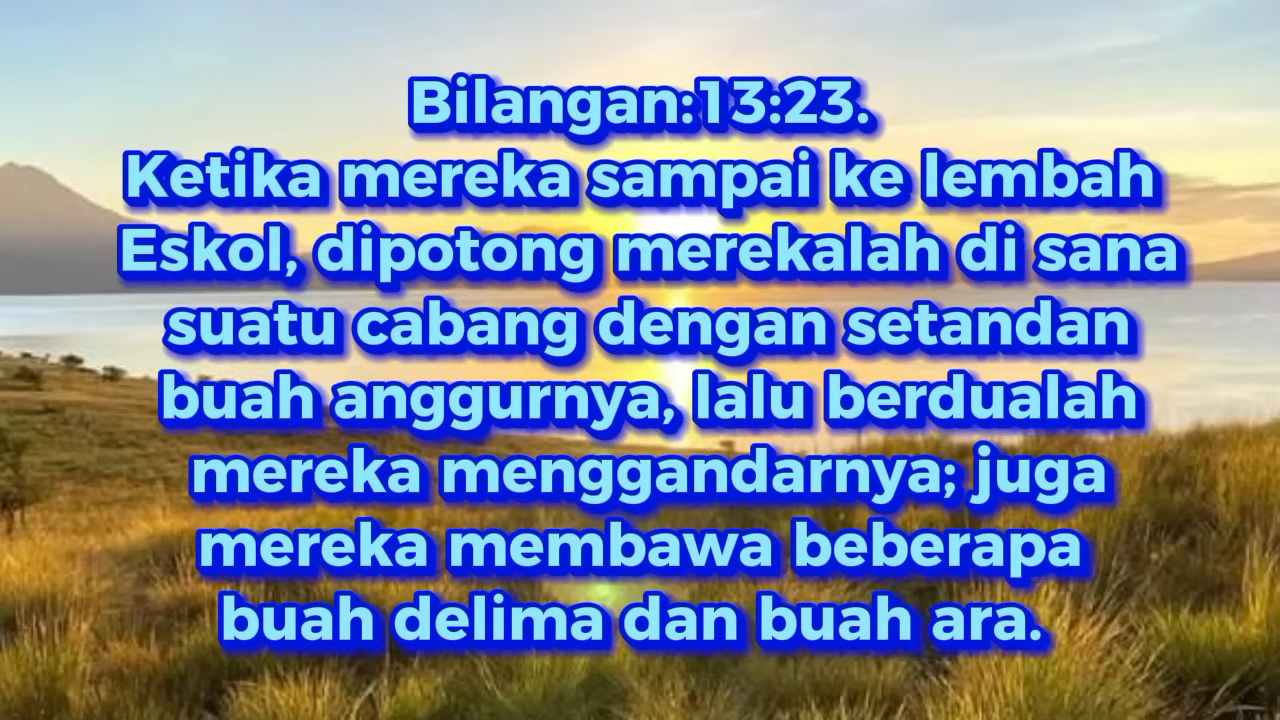 Bilangan:13:23.
Ketika mereka sampai ke lembah
Eskol, dipotong merekalah di sana
suatu cabang dengan setandan
buah anggurnya, lalu berdualah
mereka menggandarnya; juga
mereka membawa beberapa
buah delima dan buah ara.